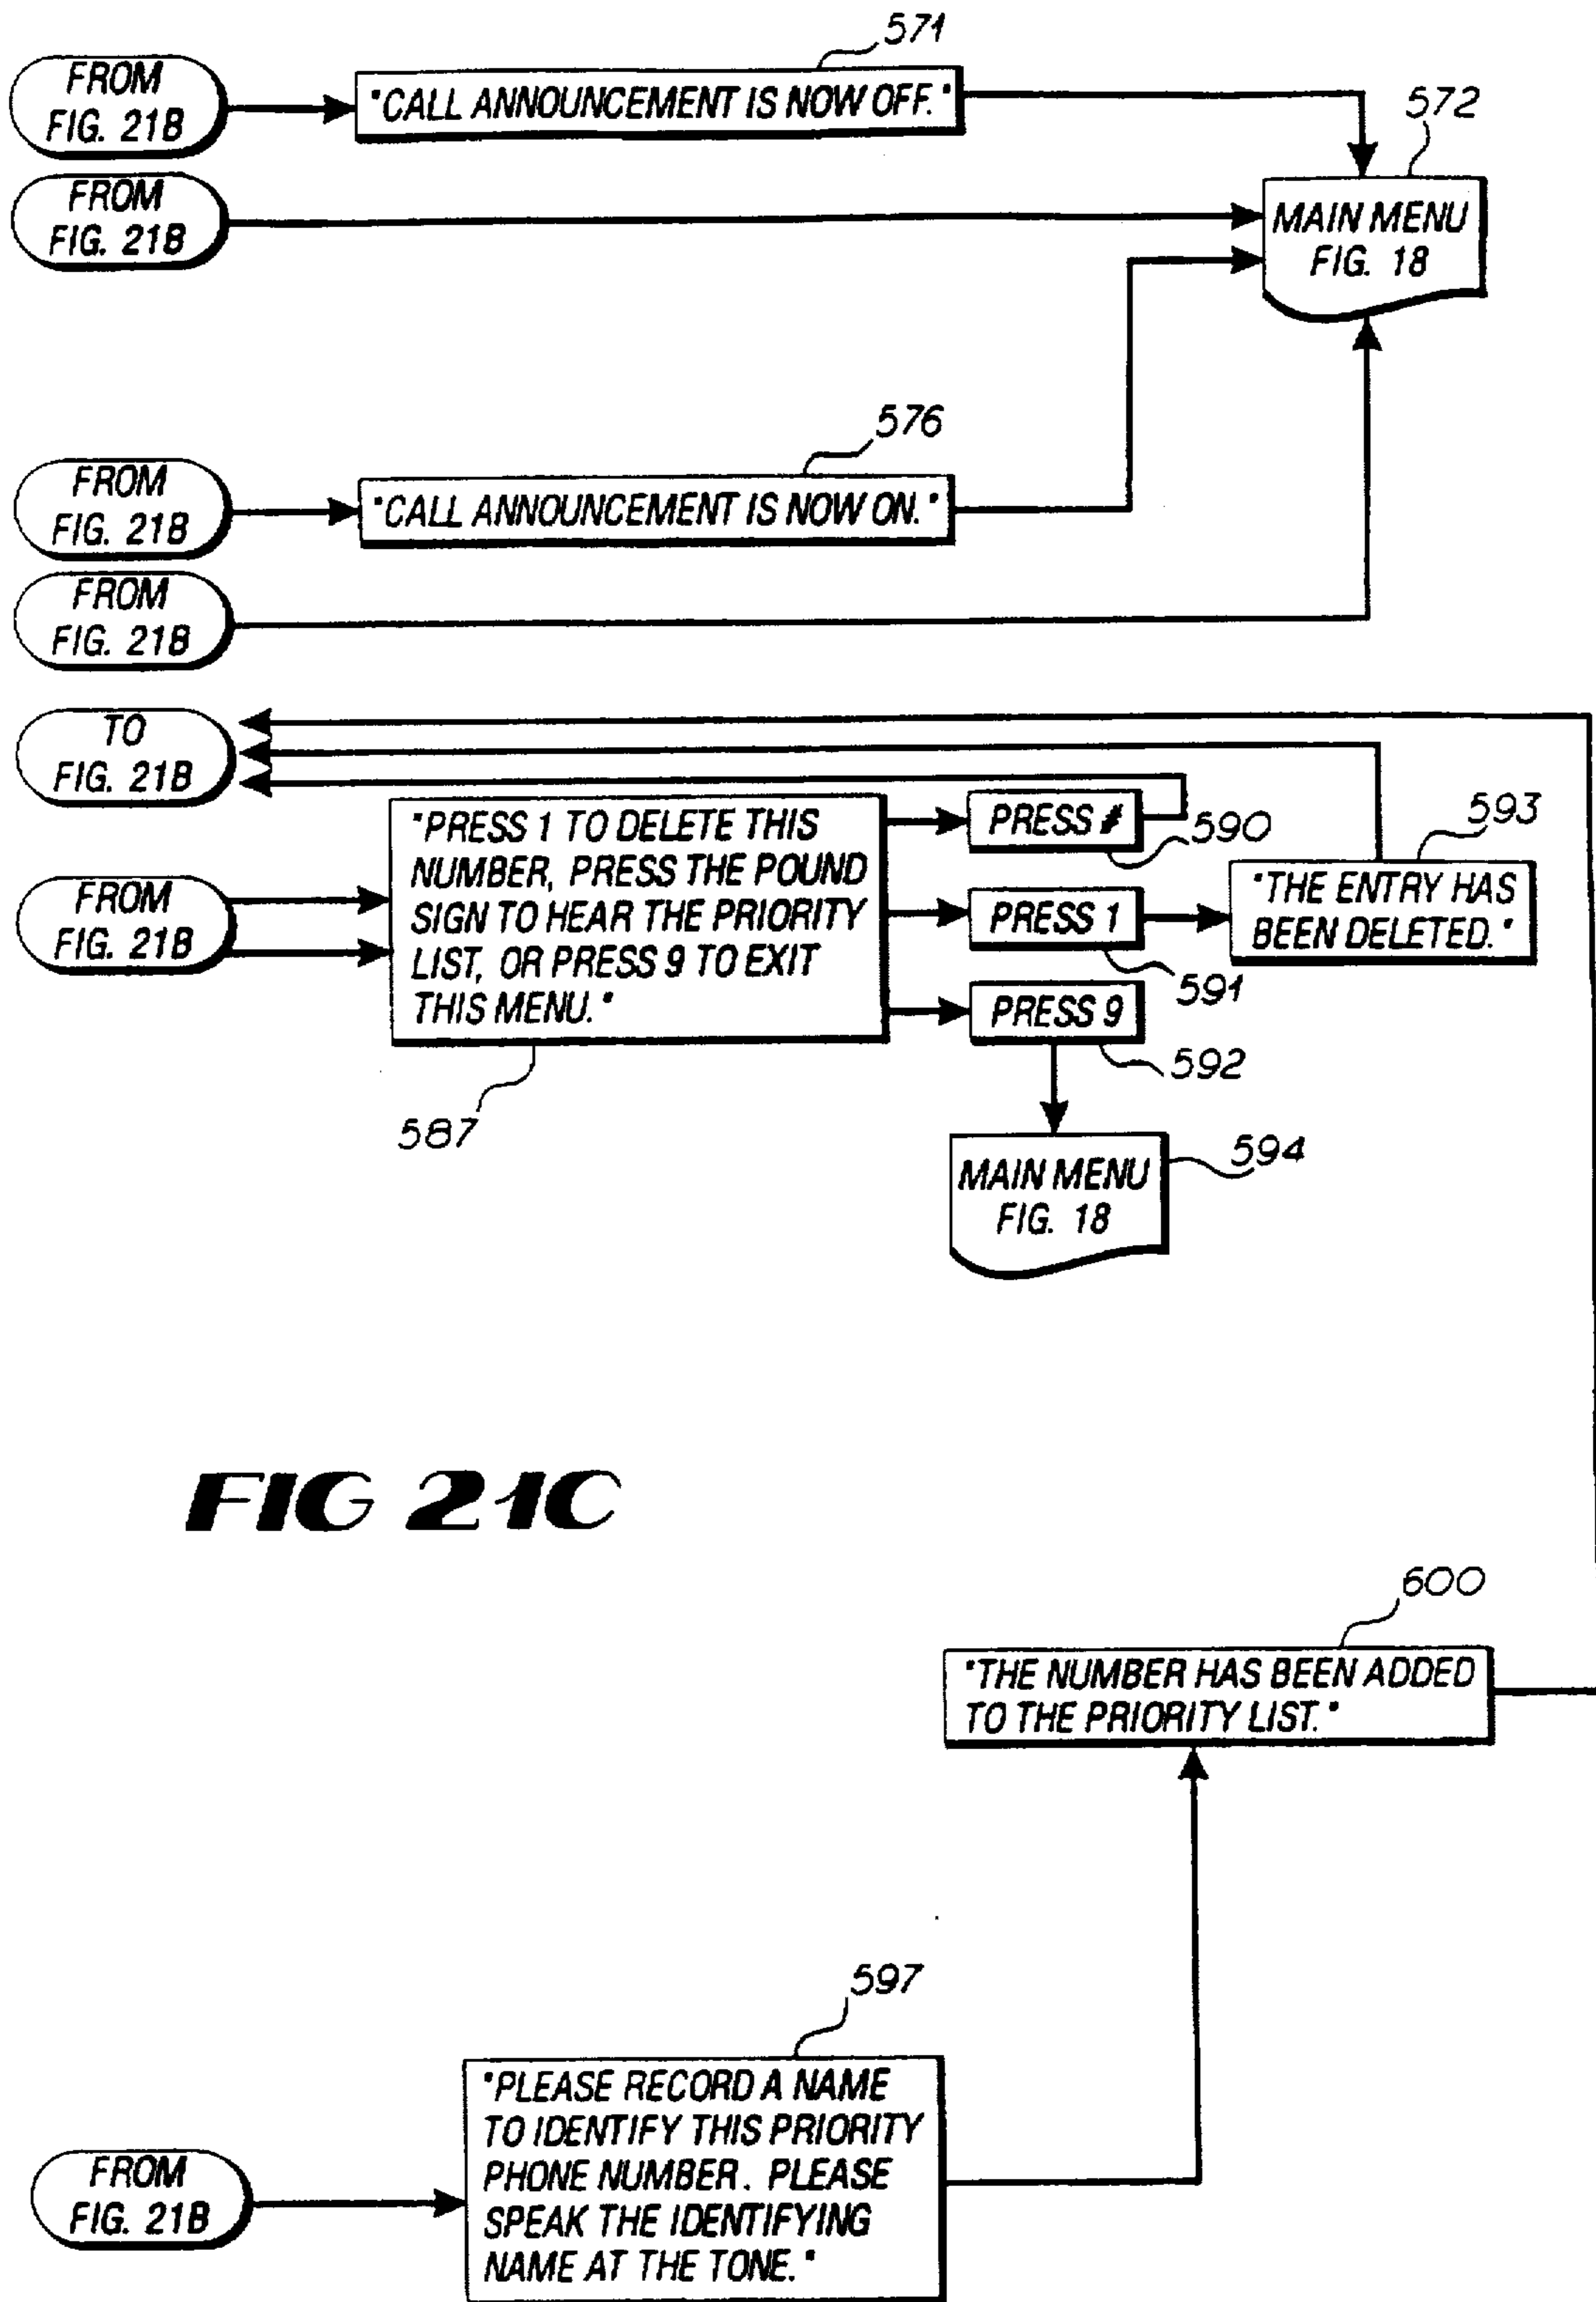 571
FROM
FIG. 21B
"CALL ANNOUNCEMENT IS NOW OFF."
572
FROM
FIG. 21B
MAIN MENU
FIG. 18
576
FROM
FIG. 21B
"CALL ANNOUNCEMENT IS NOW ON."
FROM
FIG. 21B
TO
FIG. 21B
"PRESS 1 TO DELETE THIS
NUMBER, PRESS THE POUND
SIGN TO HEAR THE PRIORITY
LIST, OR PRESS 9 TO EXIT
THIS MENU."
PRESS #
590
593
FROM
FIG. 21B
PRESS 1
591
"THE ENTRY HAS
BEEN DELETED."
PRESS 9
592
587
MAIN MENU
FIG. 18
594
FIG 21C
600
"THE NUMBER HAS BEEN ADDED
TO THE PRIORITY LIST."
597
FROM
FIG. 21B
"PLEASE RECORD A NAME
TO IDENTIFY THIS PRIORITY
PHONE NUMBER. PLEASE
SPEAK THE IDENTIFYING
NAME AT THE TONE."